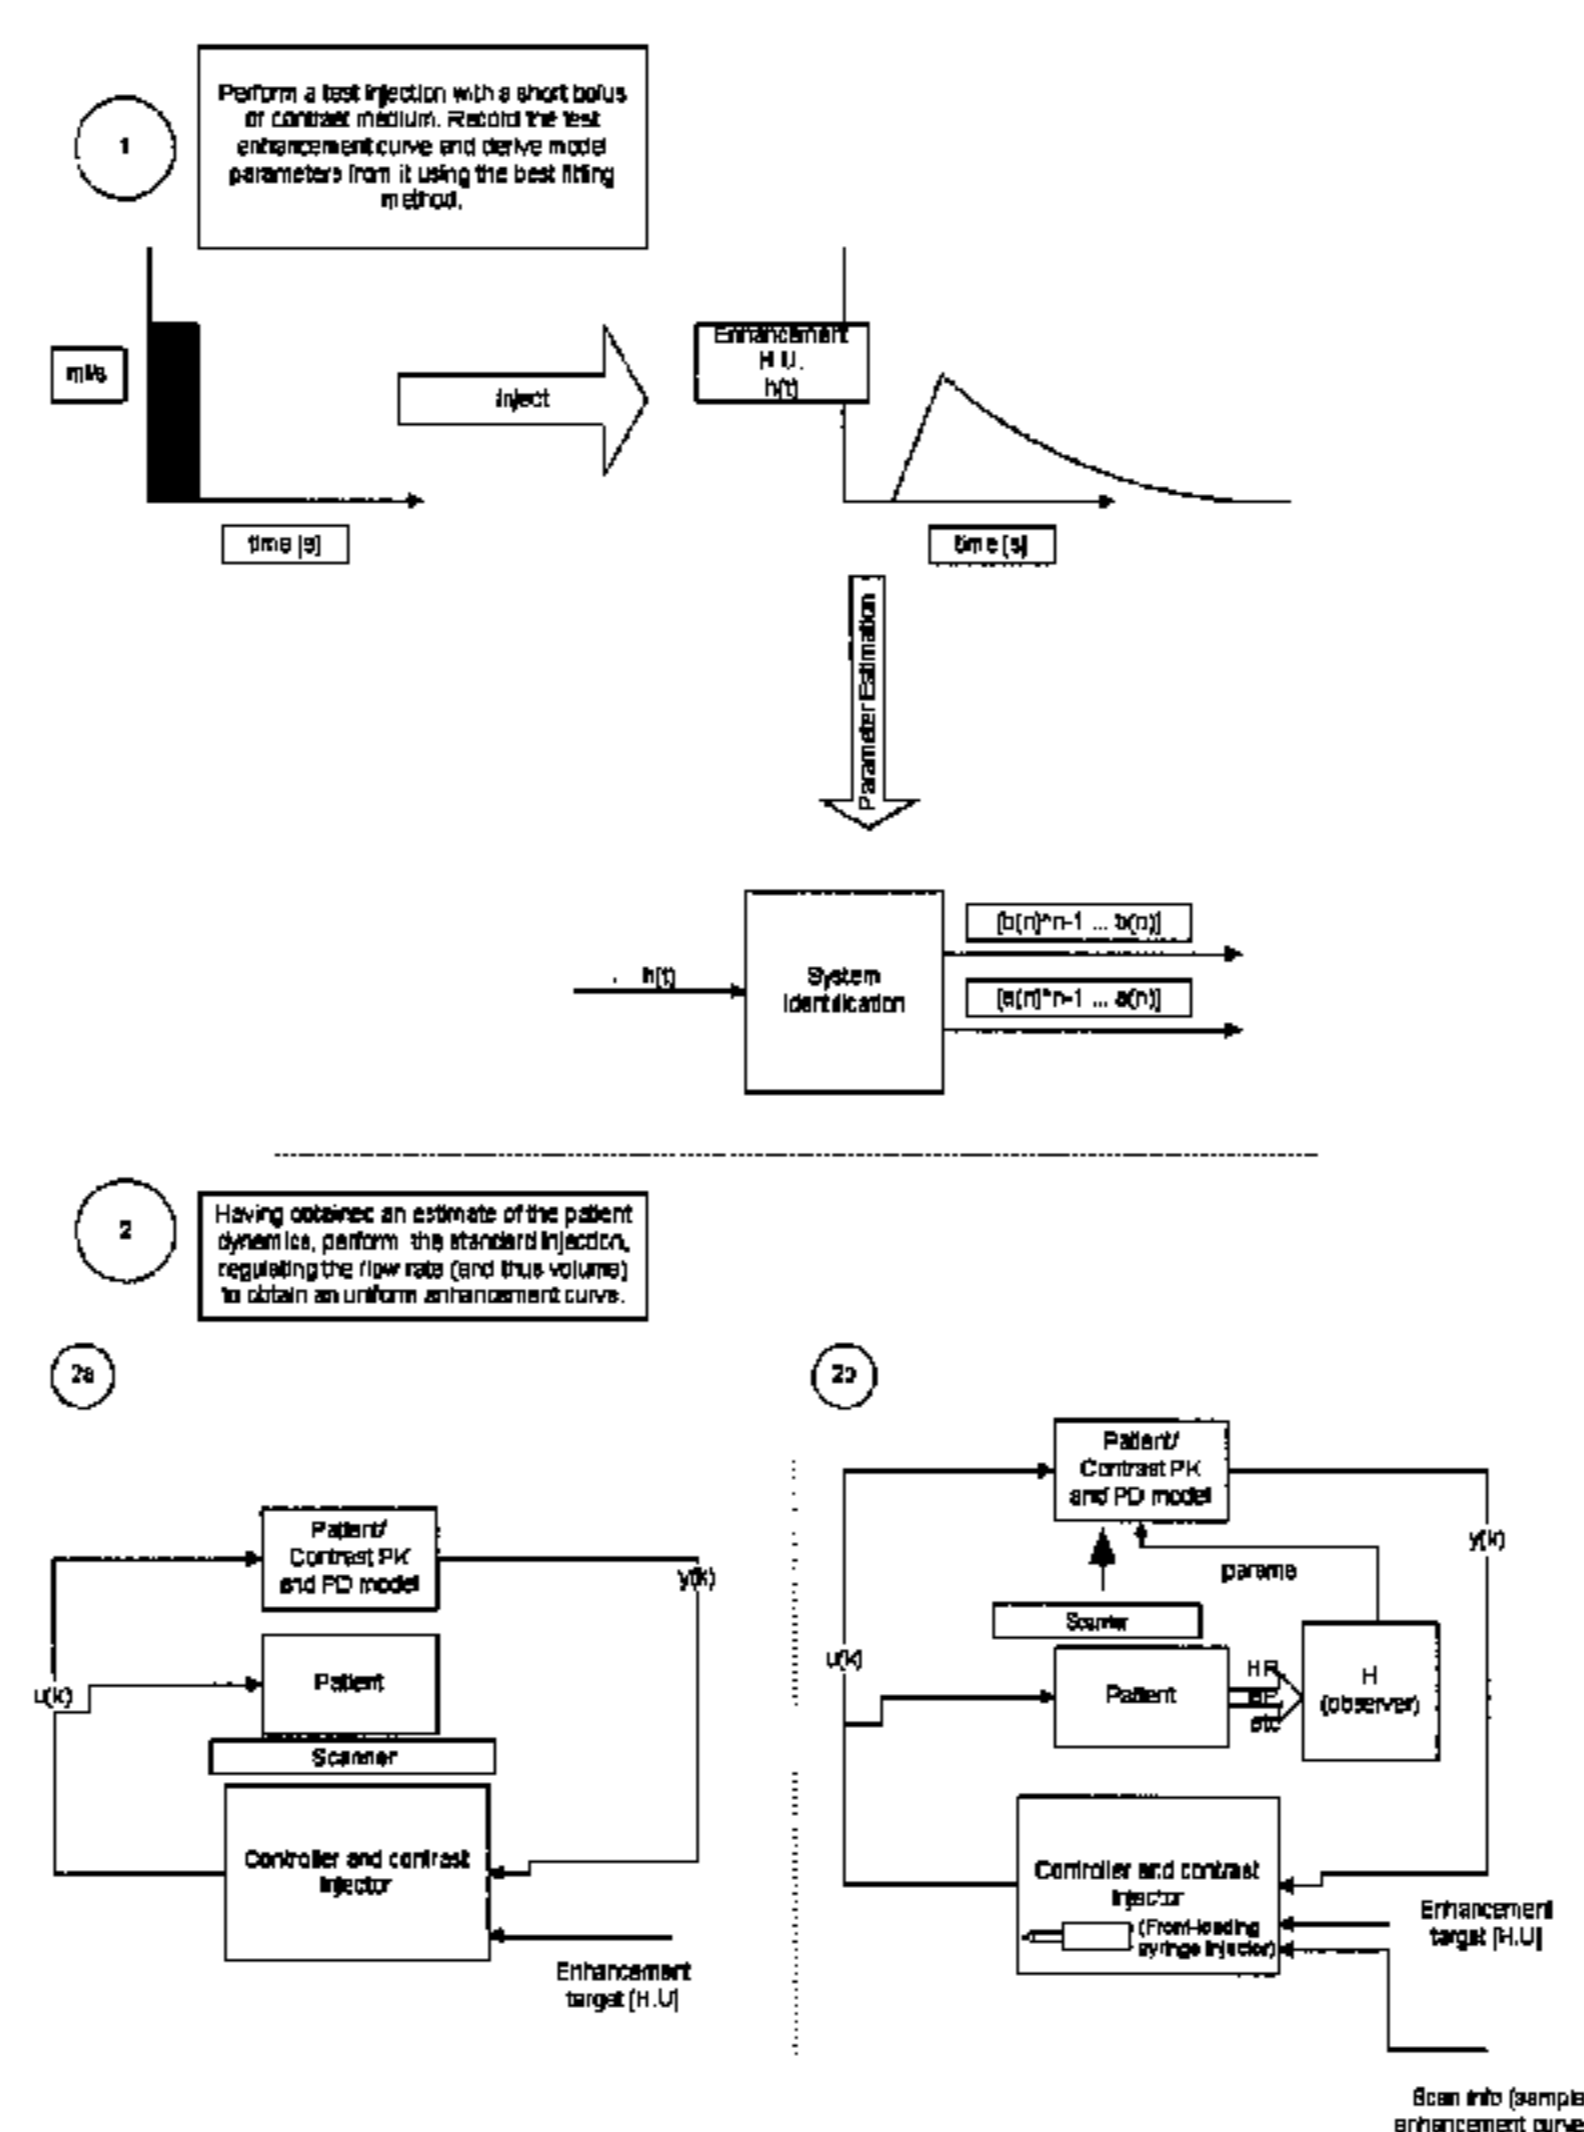 1
Perform a test injection with a short bolus
of contrast medium. Record the test
enhancement curve and derive model
parameters from it using the best fitting
method.
ml/s
inject
Enhancement
H.U.
h(t)
time [s]
time [s]
Parameter Estimation
h(t)
System
Identification
[b(n)^n-1 ... b(n)]
[a(n)^n-1 ... a(n)]
2
Having obtained an estimate of the patient
dynamics, perform the standard injection,
regulating the flow rate (and thus volume)
to obtain an uniform enhancement curve.
2a
Patient/
Contrast PK
and PD model
y(k)
Patient
u(k)
Scanner
Controller and contrast
Injector
Enhancement
target [H.U]
2b
Patient/
Contrast PK
and PD model
y(k)
params
Scanner
u(k)
Patient
HR
BP
etc
H
(observer)
Controller and contrast
Injector
(Front-loading
syringe injector)
Enhancement
target [H.U]
Scan info (sample
enhancement curve